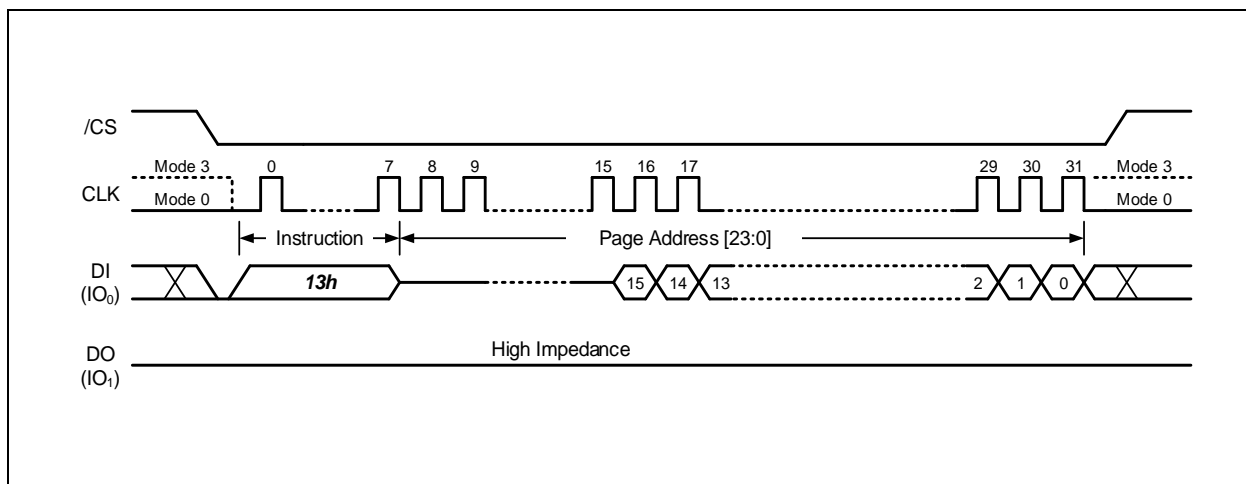 /CS
Mode 3 0 7 8 9 15 16 17 29 30 31 Mode 3
CLK
Mode 0 Mode 0
Instruction Page Address [23:0]
DI
(IO₀)
13h 15 14 13 2 1 0
High Impedance
DO
(IO₁)